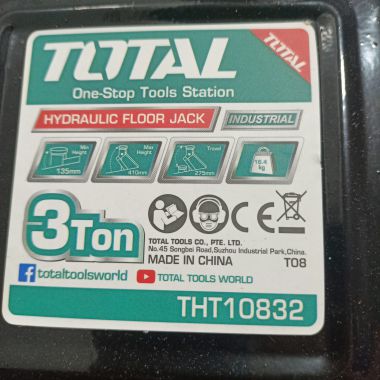 TOTAL
One-Stop Tools Station
TOTAL
HYDRAULIC FLOOR JACK INDUSTRIAL
Min Height 135mm
Max Height 410mm
Travel 275mm
16.4 kg
3Ton
TOTAL TOOLS CO., PTE. LTD.
No.45 Songbei Road,Suzhou Industrial Park,China.
MADE IN CHINA T08
totaltoolsworld TOTAL TOOLS WORLD
THT10832